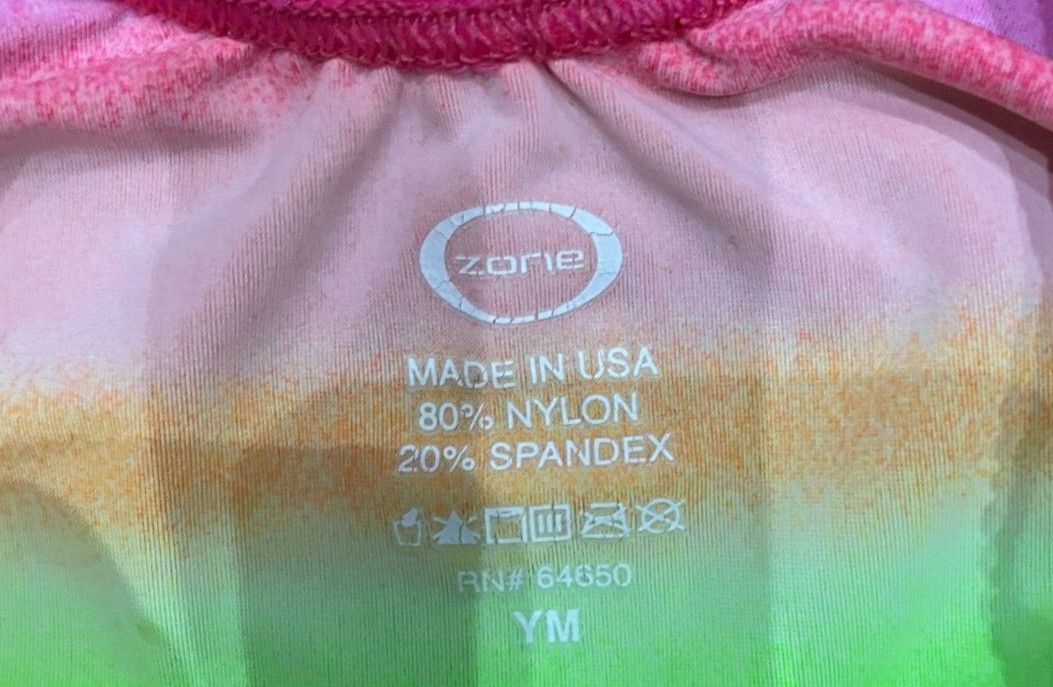 zone
MADE IN USA
80% NYLON
20% SPANDEX
RN# 64650
YM